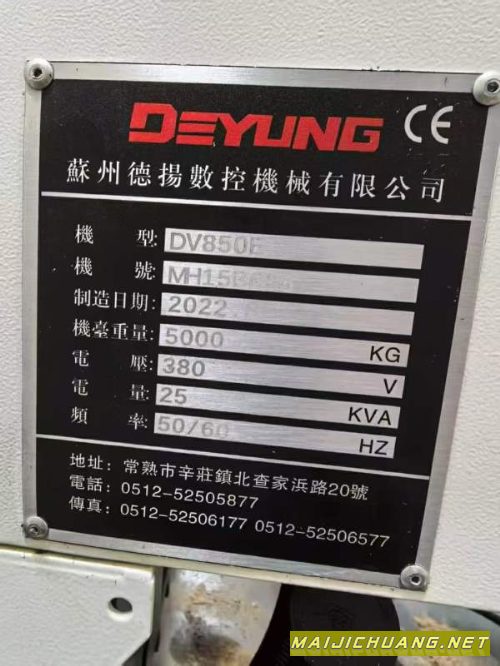 DEYUNG CE
蘇州德揚數控機械有限公司
機 型: DV850E
機 號: MH15
制造日期: 2022.
機臺重量: 5000 KG
電 壓: 380 V
電 量: 25 KVA
頻 率: 50/60 HZ
地址：常熟市辛莊鎮北查家浜路20號
電話：0512-52505877
傳真：0512-52506177 0512-52506577
MAIJICHUANG.NET